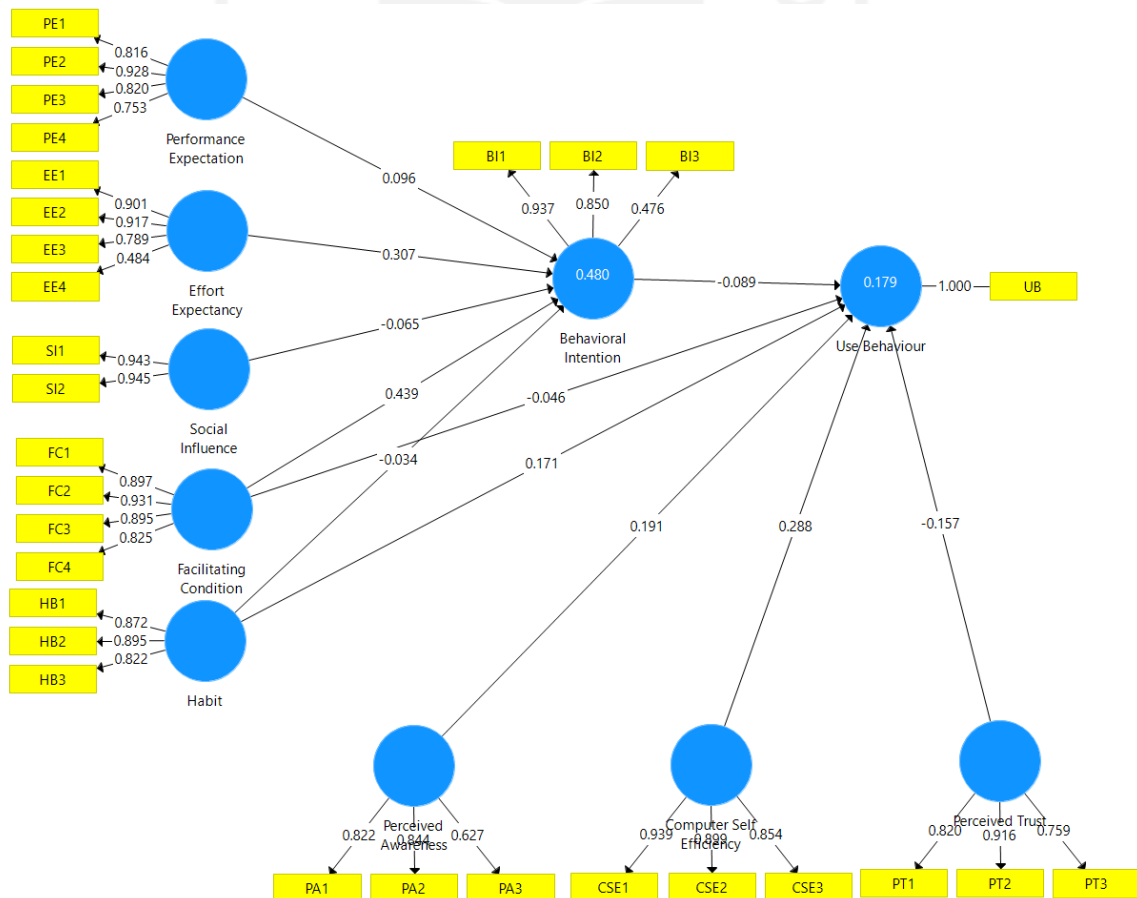 PE1
0.816
PE2
0.928
PE3
0.820
0.753
PE4
Performance
Expectation
EE1
0.901
EE2
0.917
EE3
0.789
0.484
EE4
Effort
Expectancy
SI1
0.943
SI2
0.945
Social
Influence
FC1
0.897
FC2
0.931
FC3
0.895
0.825
FC4
Facilitating
Condition
HB1
0.872
HB2
0.895
HB3
0.822
Habit
0.096
0.307
-0.065
0.439
-0.034
BI1
BI2
BI3
0.937
0.850
0.476
0.480
Behavioral
Intention
-0.089
-0.046
0.171
0.179
Use Behaviour
1.000
UB
0.191
0.288
-0.157
Perceived
Awareness
0.822
0.844
0.627
PA1
PA2
PA3
Computer Self
Efficiency
0.939
0.899
0.854
CSE1
CSE2
CSE3
Perceived Trust
0.820
0.916
0.759
PT1
PT2
PT3